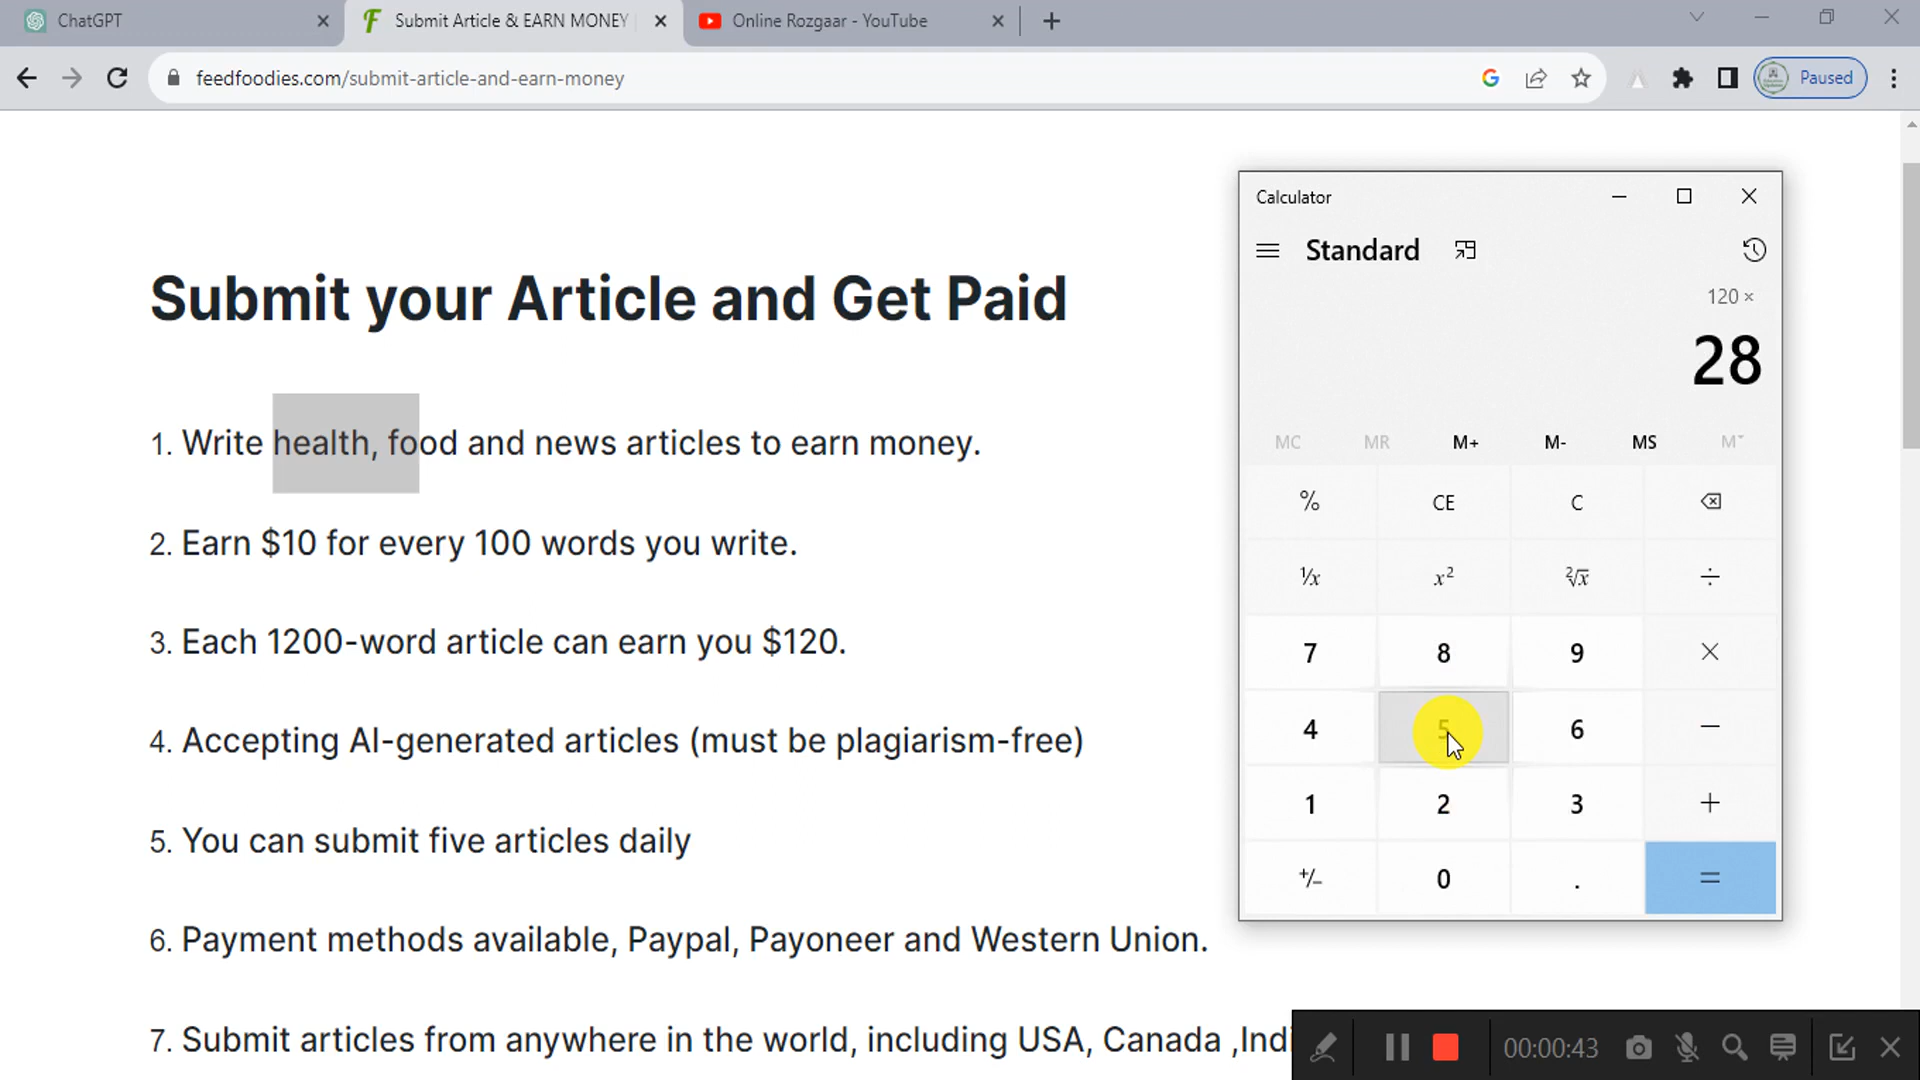 ChatGPT
Submit Article & EARN MONEY
Online Rozgaar - YouTube
feedfoodies.com/submit-article-and-earn-money
Paused
Submit your Article and Get Paid
1. Write health, food and news articles to earn money.
2. Earn $10 for every 100 words you write.
3. Each 1200-word article can earn you $120.
4. Accepting AI-generated articles (must be plagiarism-free)
5. You can submit five articles daily
6. Payment methods available, Paypal, Payoneer and Western Union.
7. Submit articles from anywhere in the world, including USA, Canada ,Indi
Calculator
Standard
120 ×
28
MC MR M+ M- MS M˅
% CE C
¹/x x² ²√x ÷
7 8 9 ×
4 5 6 −
1 2 3 +
+/− 0 . =
00:00:43